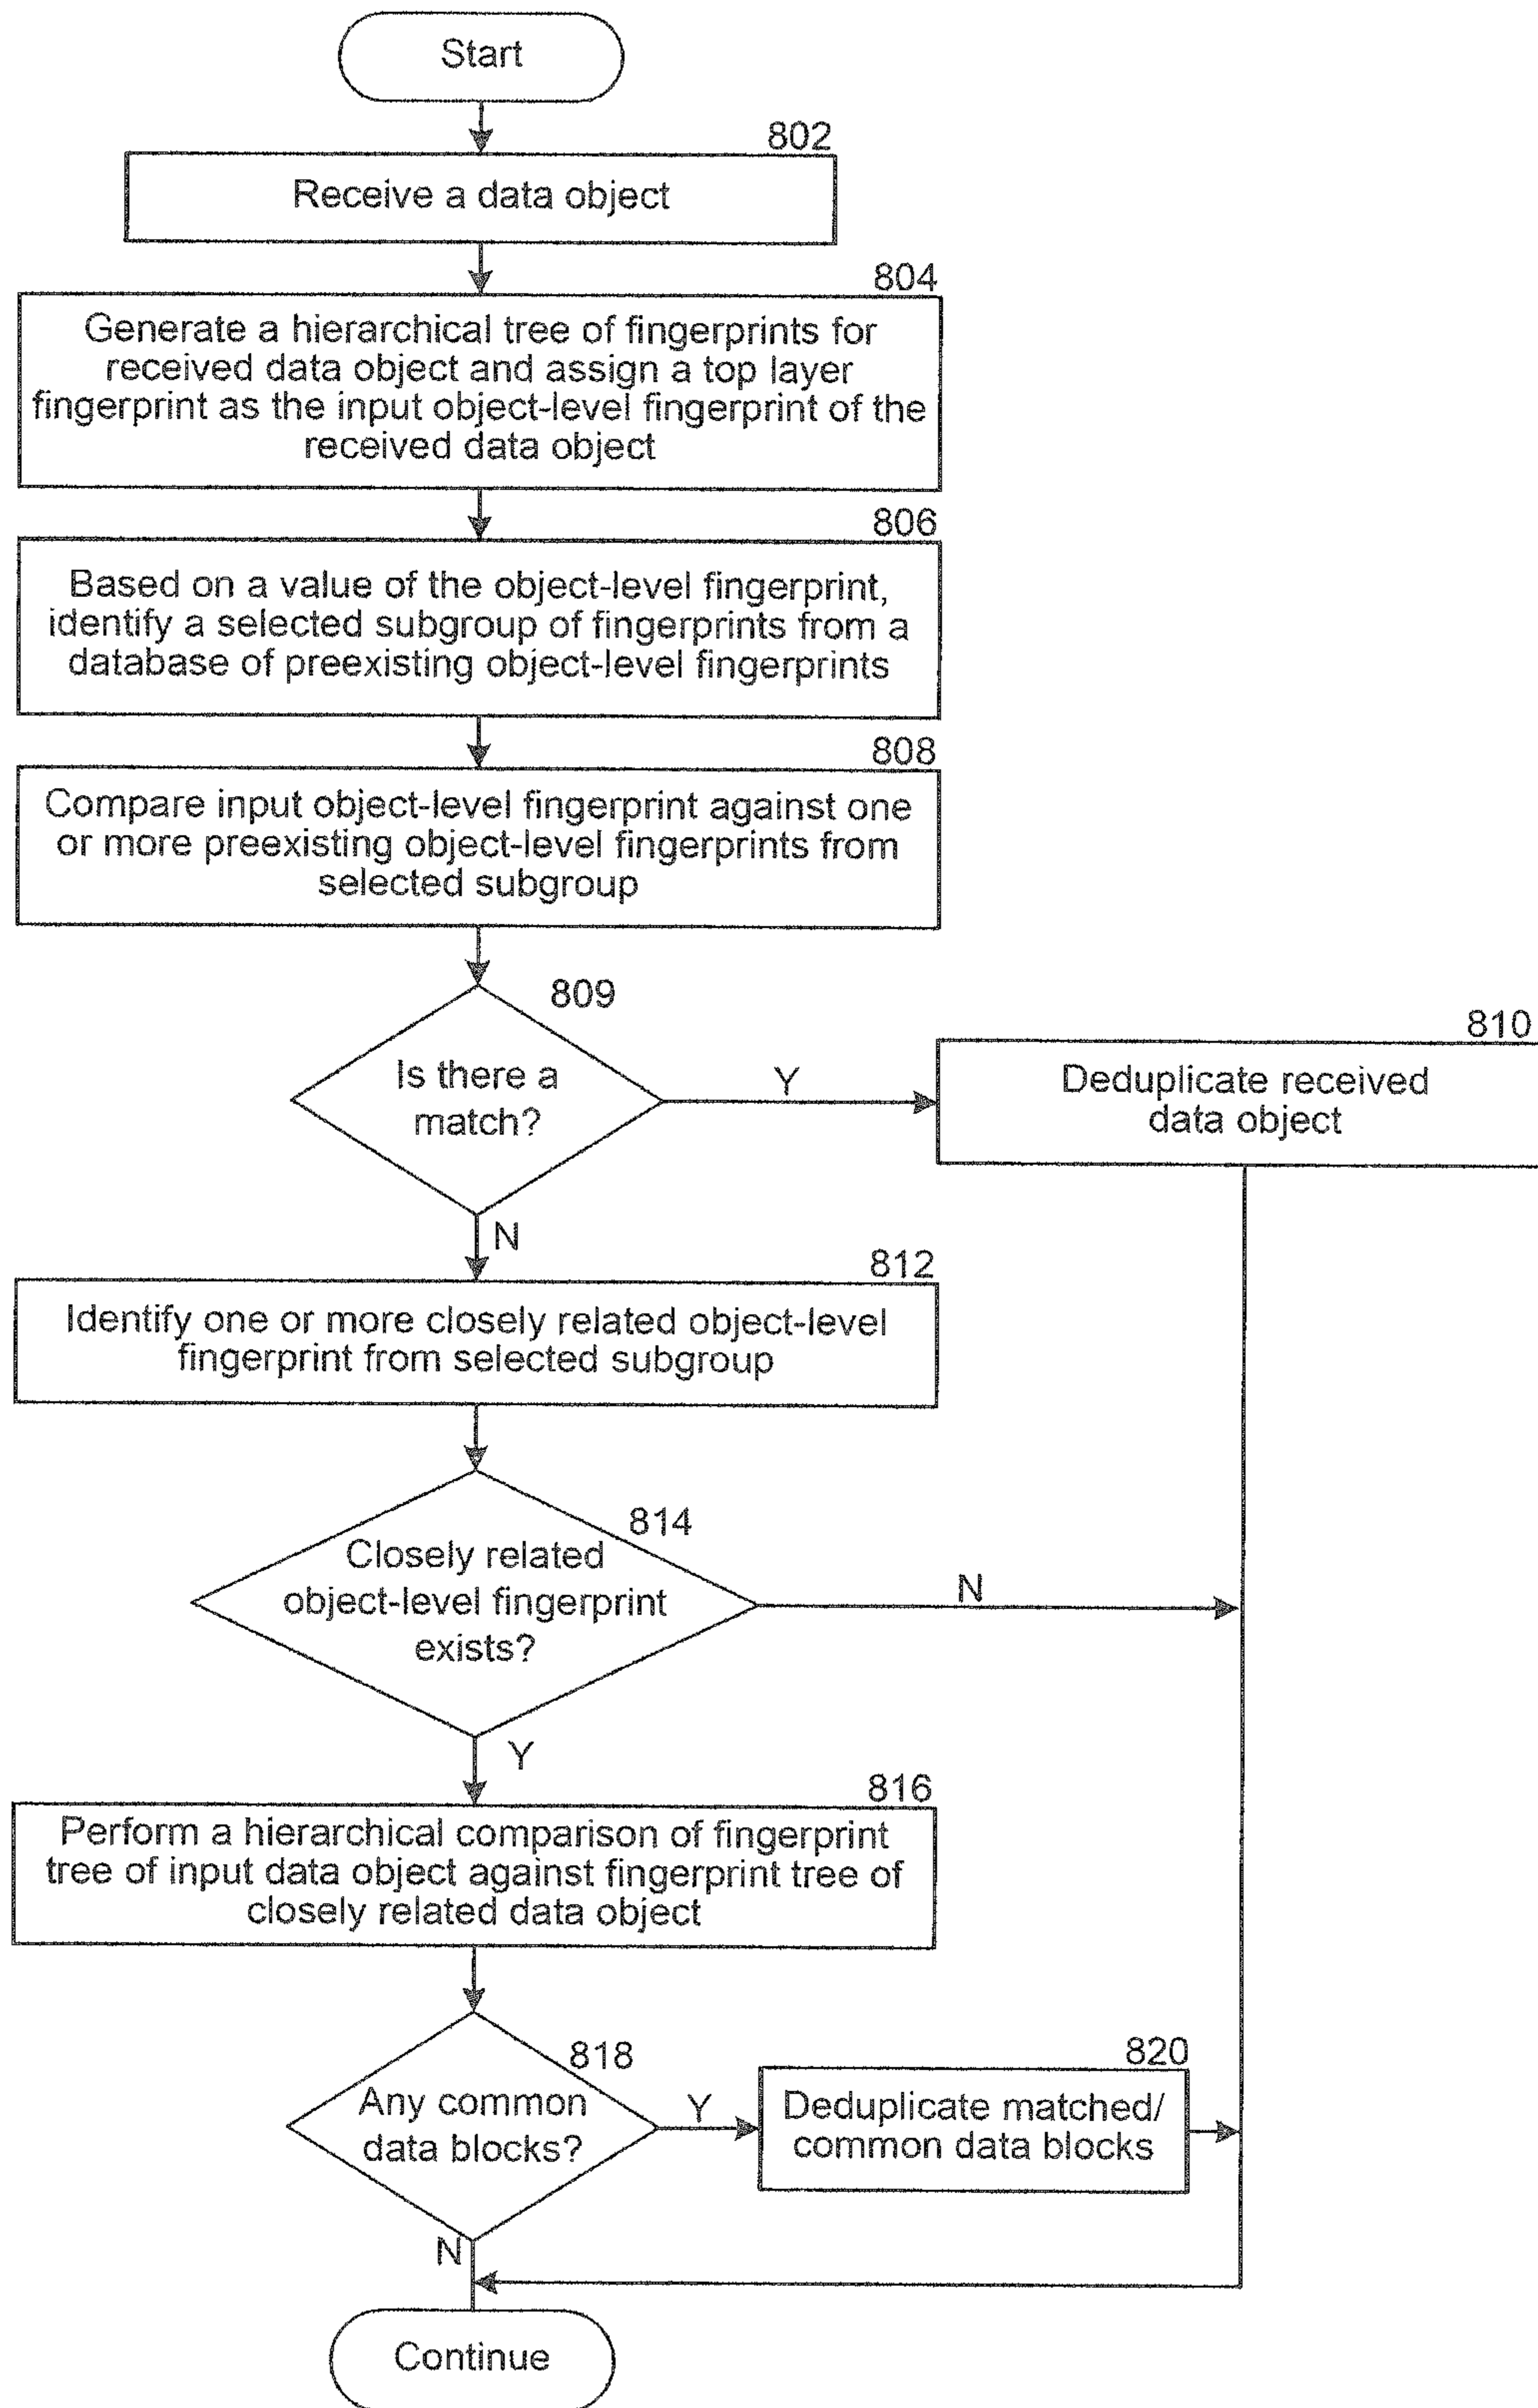 Start
802
Receive a data object
804
Generate a hierarchical tree of fingerprints for
received data object and assign a top layer
fingerprint as the input object-level fingerprint of the
received data object
806
Based on a value of the object-level fingerprint,
identify a selected subgroup of fingerprints from a
database of preexisting object-level fingerprints
808
Compare input object-level fingerprint against one
or more preexisting object-level fingerprints from
selected subgroup
809
Is there a
match?
Y
810
Deduplicate received
data object
N
812
Identify one or more closely related object-level
fingerprint from selected subgroup
814
Closely related
object-level fingerprint
exists?
N
Y
816
Perform a hierarchical comparison of fingerprint
tree of input data object against fingerprint tree of
closely related data object
818
Any common
data blocks?
Y
820
Deduplicate matched/
common data blocks
N
Continue